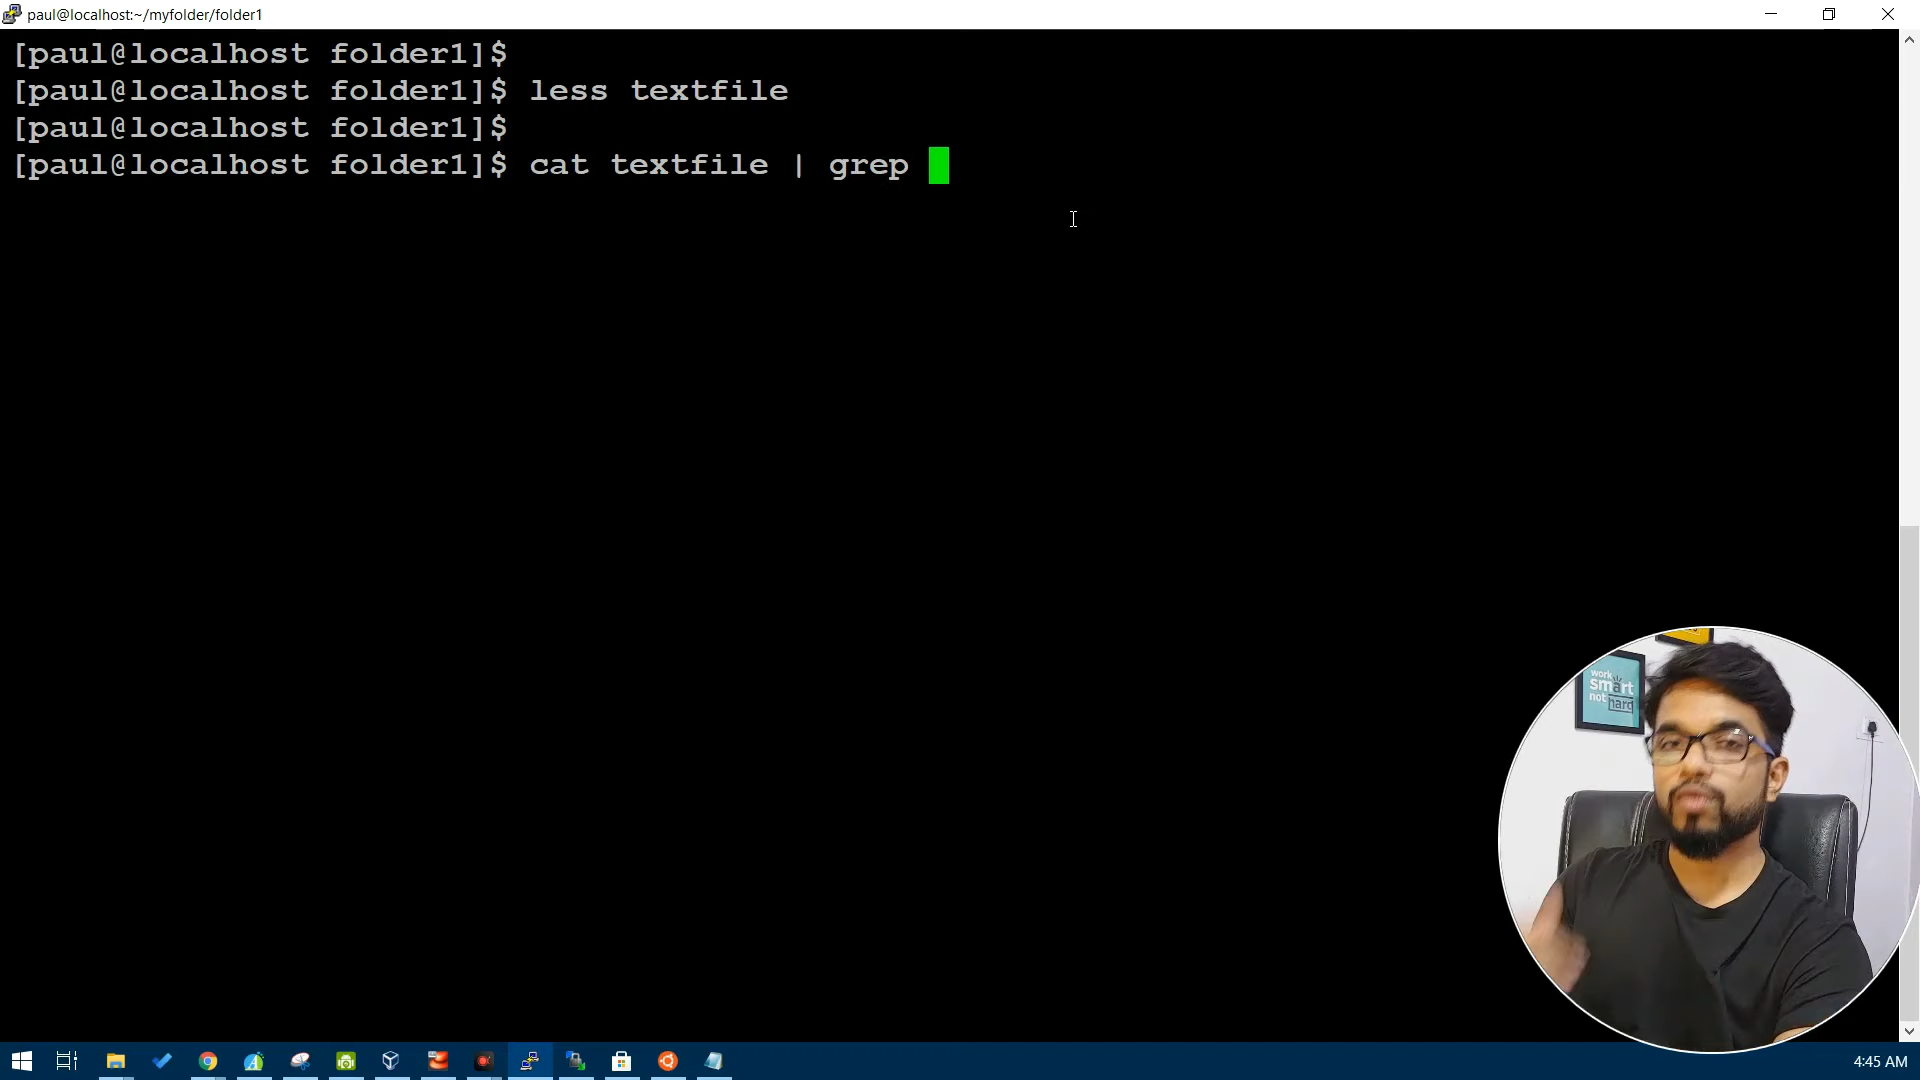 paul@localhost:~/myfolder/folder1
[paul@localhost folder1]$
[paul@localhost folder1]$ less textfile
[paul@localhost folder1]$
[paul@localhost folder1]$ cat textfile | grep
work
smart
not hard
4:45 AM